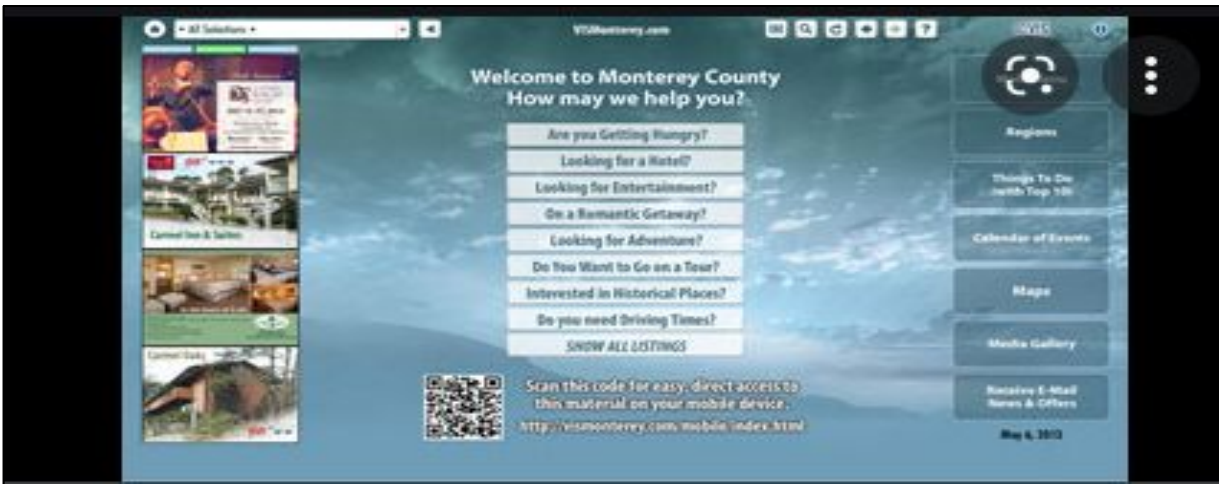 - All Selections -
VISMonterey.com
?
Welcome to Monterey County
How may we help you?
Are you Getting Hungry?
Looking for a Hotel?
Looking for Entertainment?
On a Romantic Getaway?
Looking for Adventure?
Do You Want to Go on a Tour?
Interested in Historical Places?
Do you need Driving Times?
SHOW ALL LISTINGS
Scan this code for easy, direct access to
this material on your mobile device.
http://vismonterey.com/mobile/index.html
Carmel Inn & Suites
Carmel Oaks
Regions
Things To Do
(with Top 10)
Calendar of Events
Maps
Media Gallery
Receive E-Mail
News & Offers